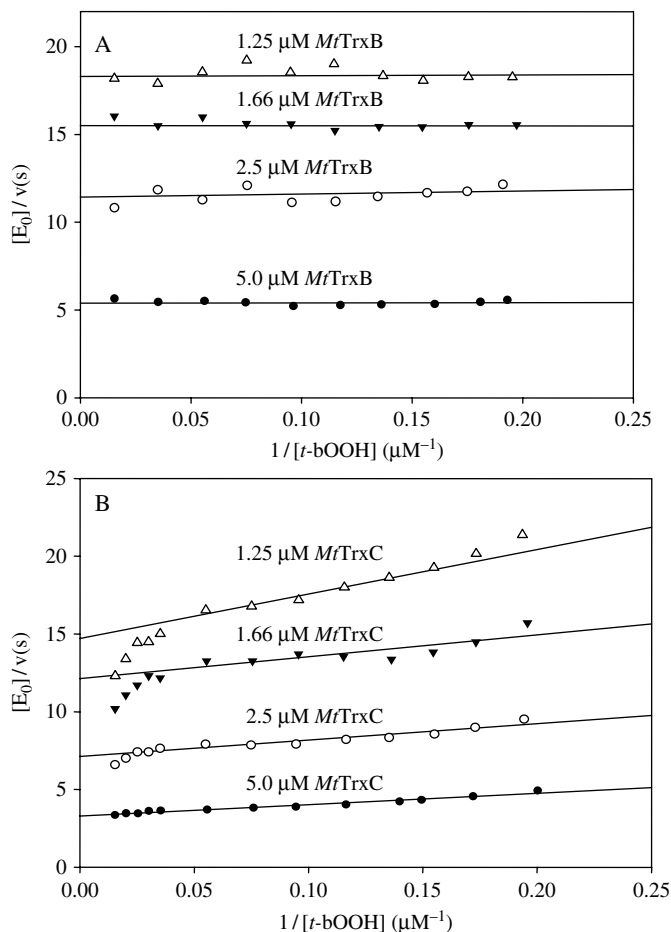 A
20
15
10
5
0
[E₀] / v(s)
1.25 μM MtTrxB
1.66 μM MtTrxB
2.5 μM MtTrxB
5.0 μM MtTrxB
0.00 0.05 0.10 0.15 0.20 0.25
1 / [t-bOOH] (μM⁻¹)
B
25
20
15
10
5
0
[E₀] / v(s)
1.25 μM MtTrxC
1.66 μM MtTrxC
2.5 μM MtTrxC
5.0 μM MtTrxC
0.00 0.05 0.10 0.15 0.20 0.25
1 / [t-bOOH] (μM⁻¹)